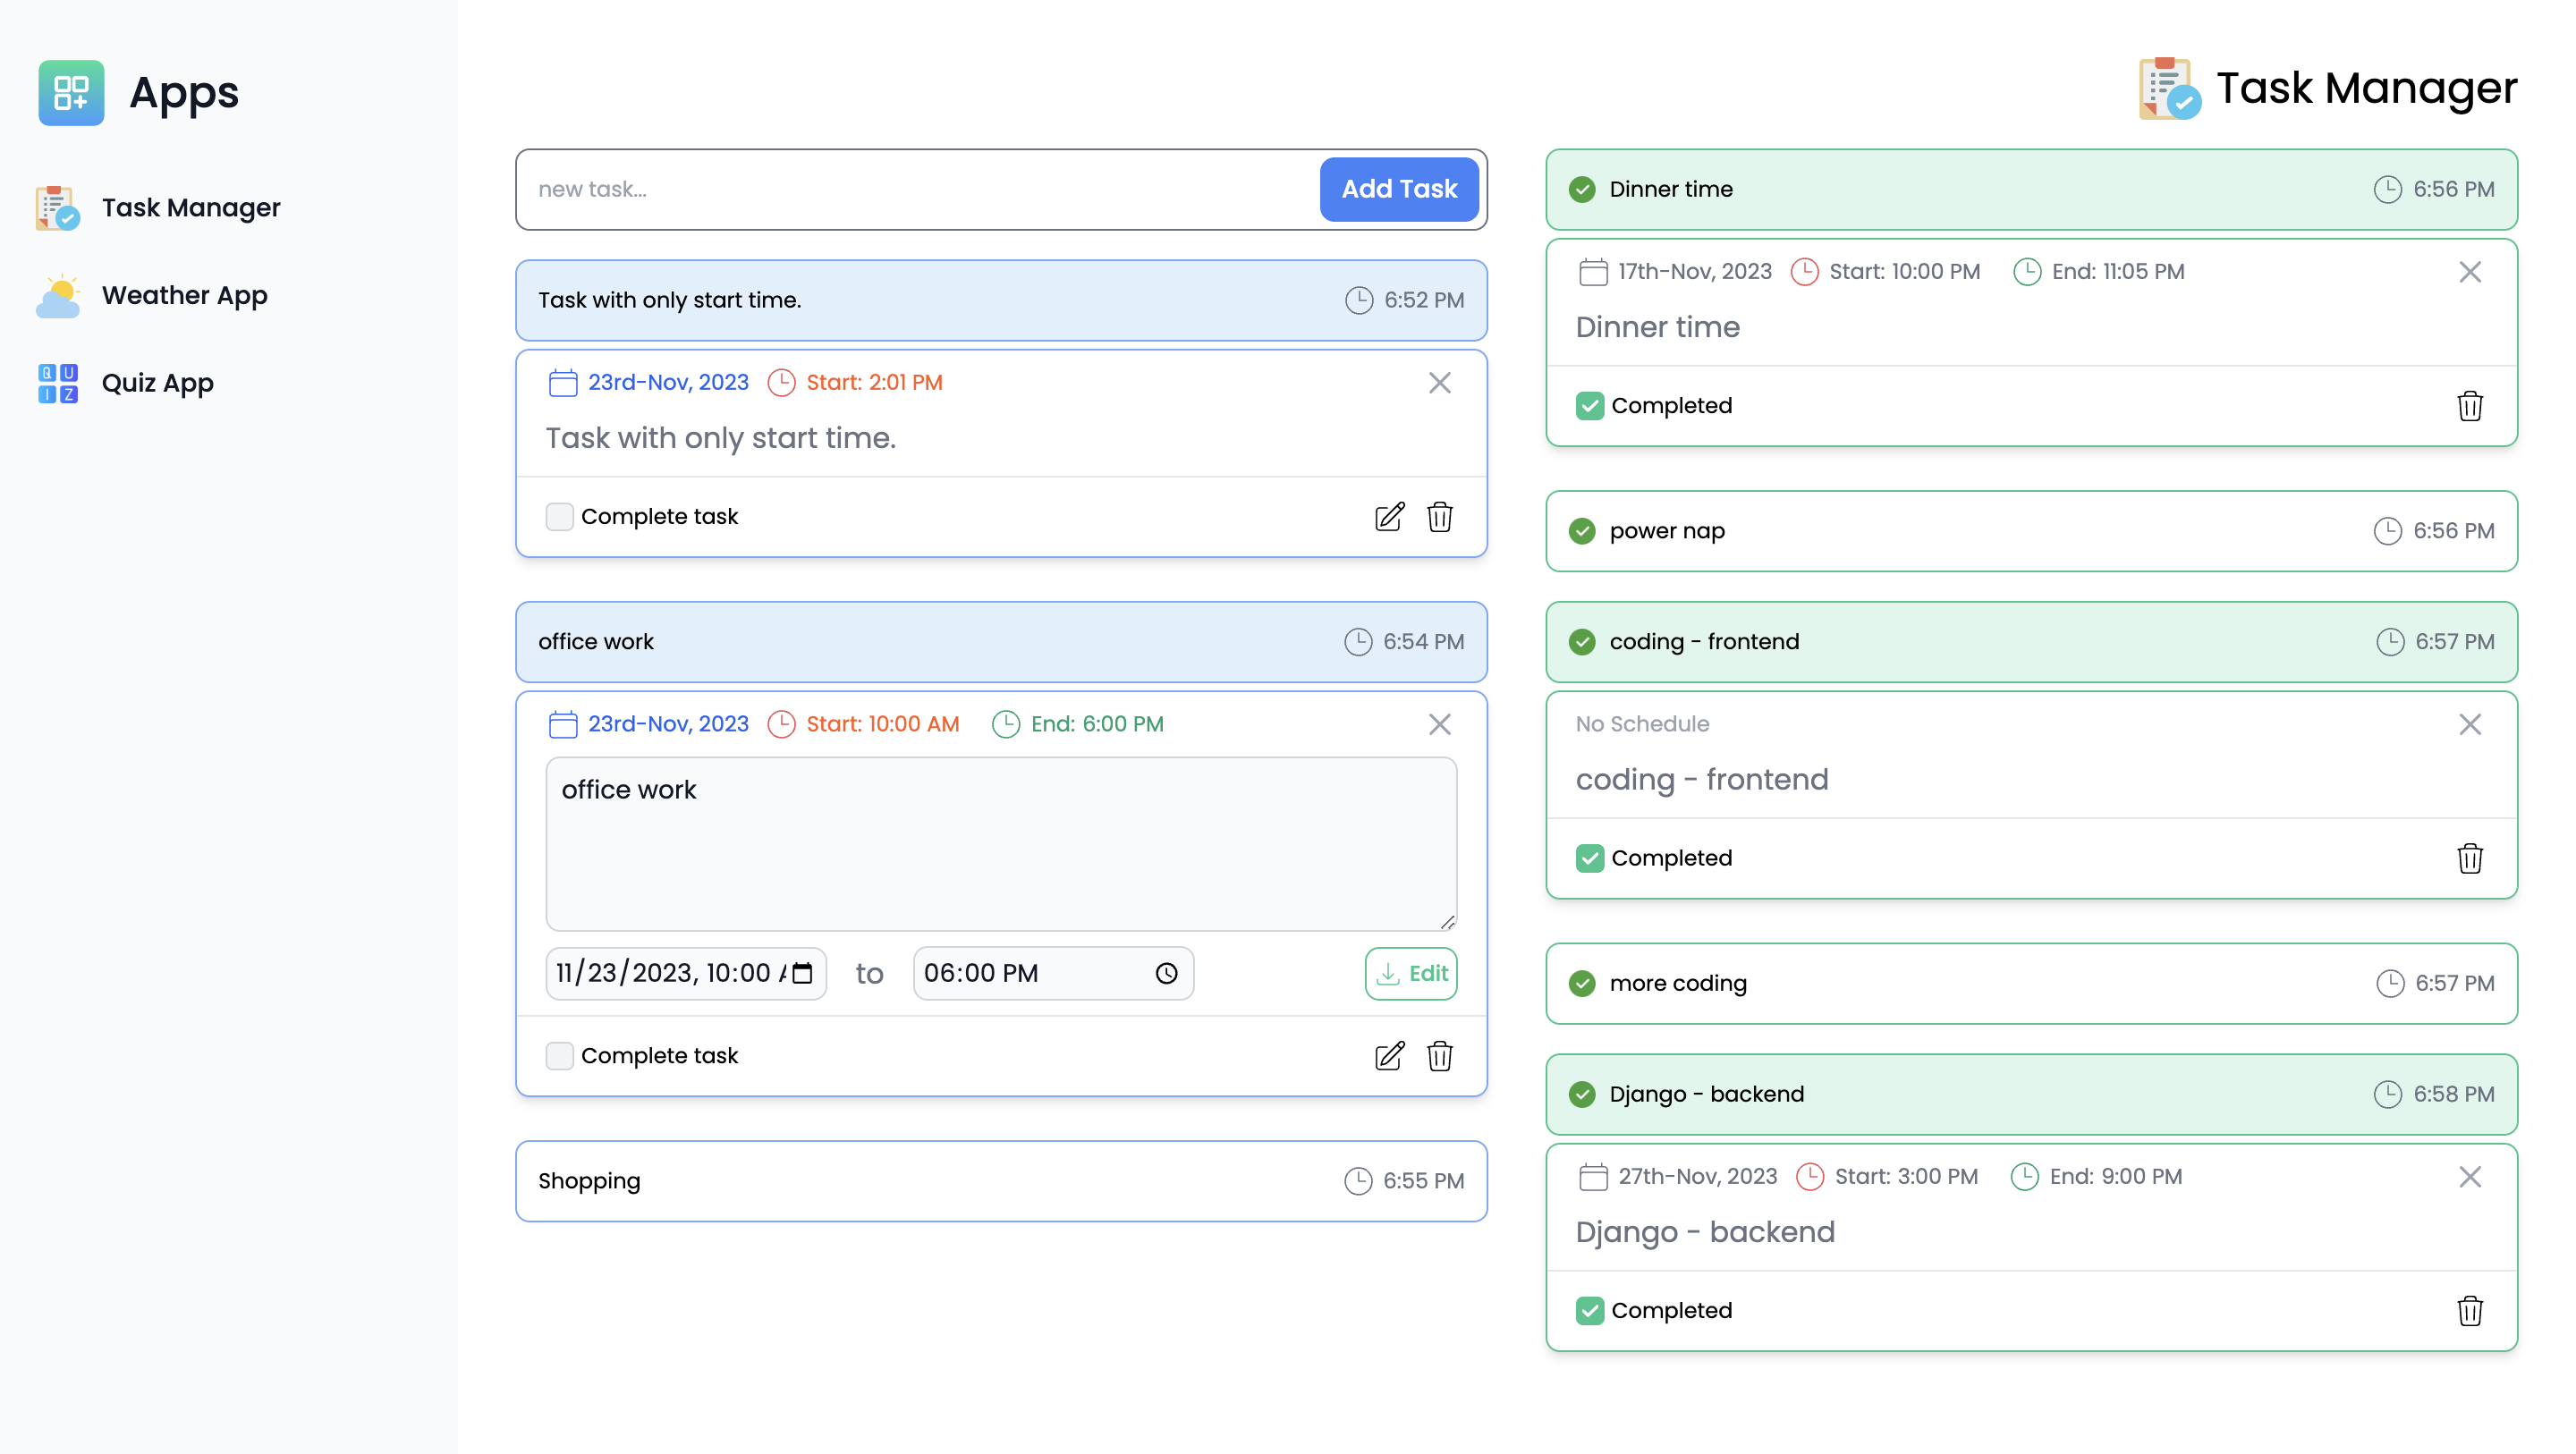 Apps
Task Manager
Weather App
Quiz App
Task Manager
new task...
Add Task
Task with only start time.
6:52 PM
23rd-Nov, 2023 Start: 2:01 PM
Task with only start time.
Complete task
office work
6:54 PM
23rd-Nov, 2023 Start: 10:00 AM End: 6:00 PM
office work
11/23/2023, 10:00 to 06:00 PM Edit
Complete task
Shopping
6:55 PM
Dinner time
6:56 PM
17th-Nov, 2023 Start: 10:00 PM End: 11:05 PM
Dinner time
Completed
power nap
6:56 PM
coding - frontend
6:57 PM
No Schedule
coding - frontend
Completed
more coding
6:57 PM
Django - backend
6:58 PM
27th-Nov, 2023 Start: 3:00 PM End: 9:00 PM
Django - backend
Completed